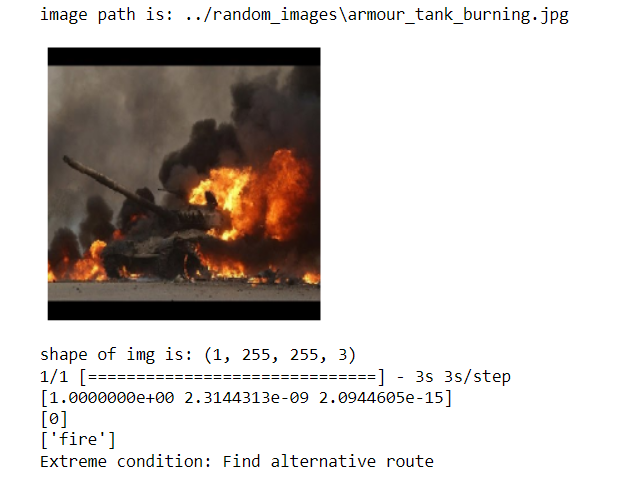 image path is: ../random_images\armour_tank_burning.jpg
shape of img is: (1, 255, 255, 3)
1/1 [==============================] - 3s 3s/step
[1.0000000e+00 2.3144313e-09 2.0944605e-15]
[0]
['fire']
Extreme condition: Find alternative route